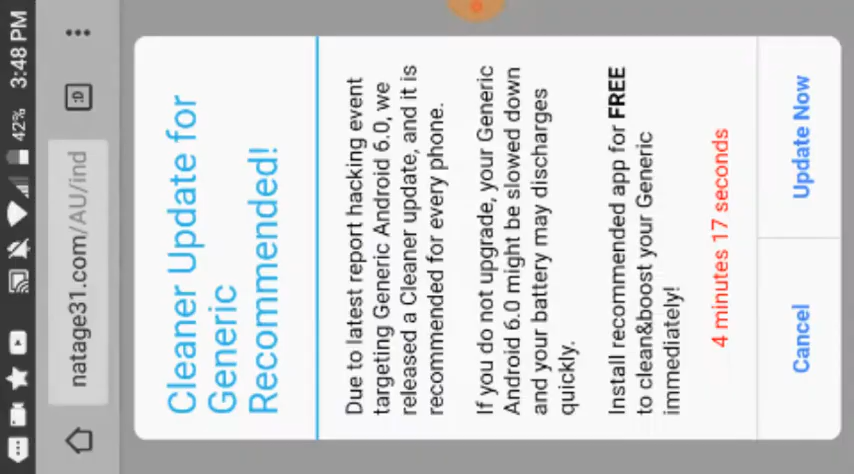 42% 3:48 PM
natage31.com/AU/ind
:D
Cleaner Update for
Generic
Recommended!
Due to latest report hacking event
targeting Generic Android 6.0, we
released a Cleaner update, and it is
recommended for every phone.
If you do not upgrade, your Generic
Android 6.0 might be slowed down
and your battery may discharges
quickly.
Install recommended app for FREE
to clean&boost your Generic
immediately!
4 minutes 17 seconds
Cancel
Update Now